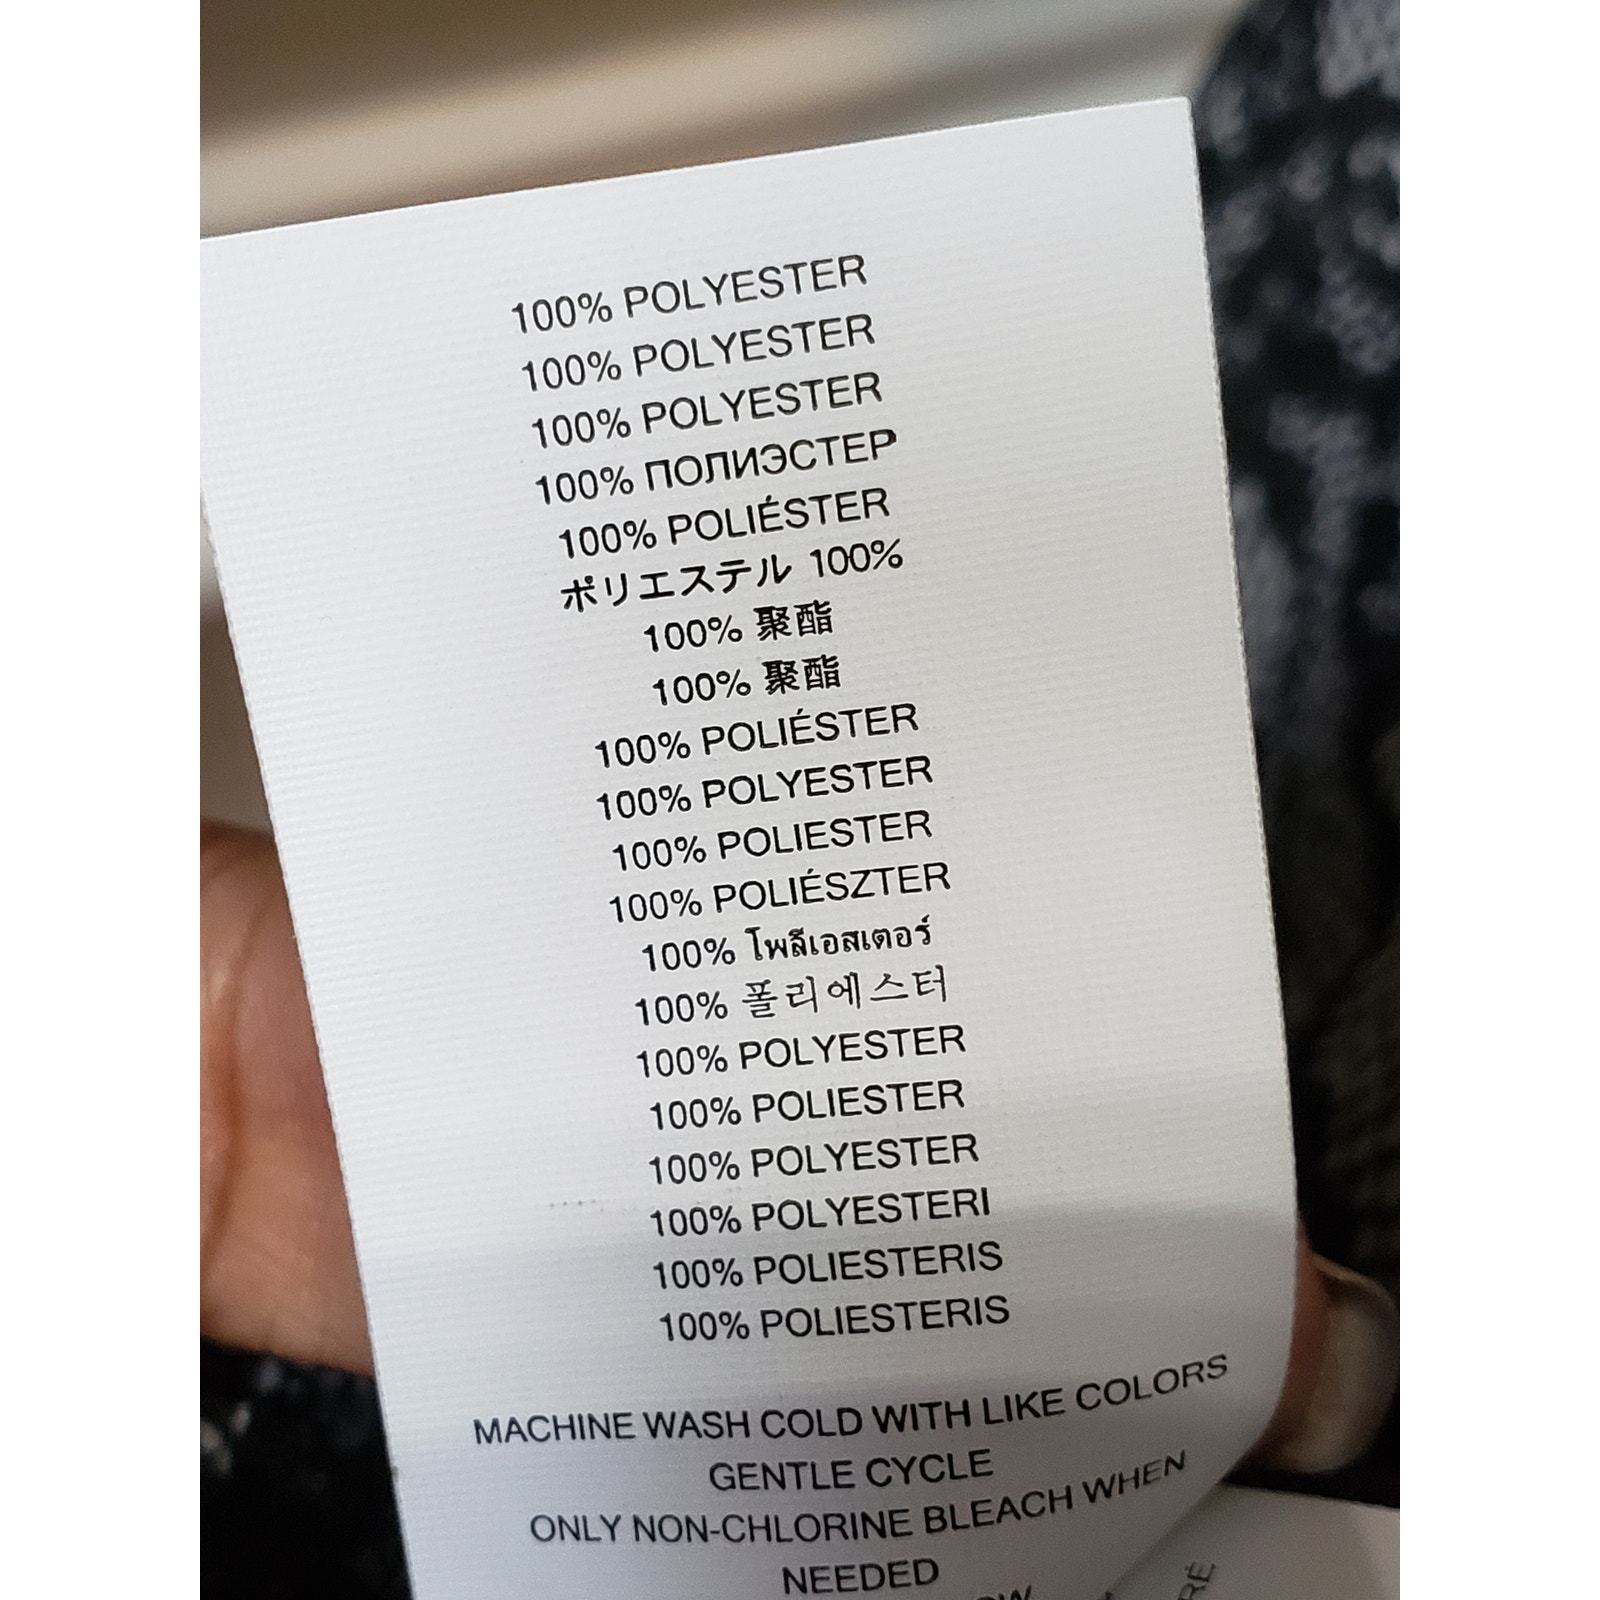 100% POLYESTER
100% POLYESTER
100% POLYESTER
100% ПОЛИЭСТЕР
100% POLIÉSTER
ポリエステル 100%
100% 聚酯
100% 聚酯
100% POLIÉSTER
100% POLYESTER
100% POLIESTER
100% POLIÉSZTER
100% โพลีเอสเตอร์
100% 폴리에스터
100% POLYESTER
100% POLIESTER
100% POLYESTER
100% POLYESTERI
100% POLIESTERIS
100% POLIESTERIS
MACHINE WASH COLD WITH LIKE COLORS
GENTLE CYCLE
ONLY NON-CHLORINE BLEACH WHEN
NEEDED